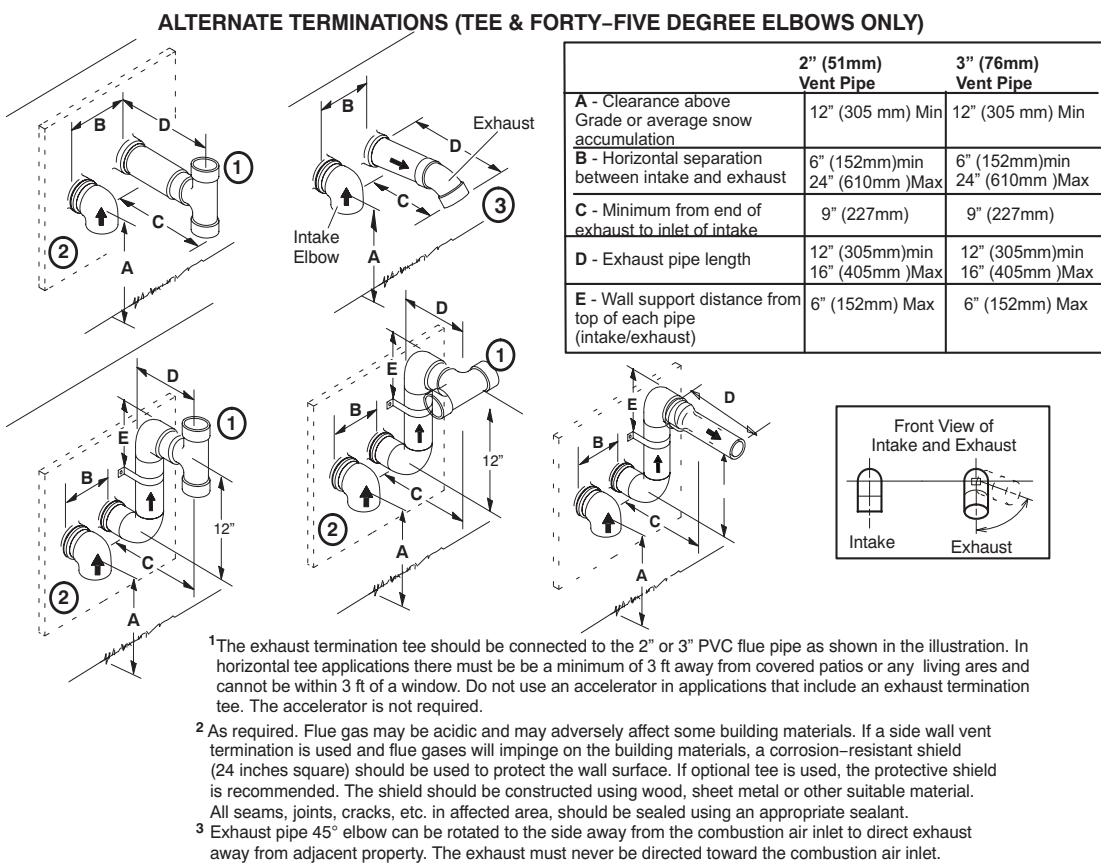 ALTERNATE TERMINATIONS (TEE & FORTY−FIVE DEGREE ELBOWS ONLY)
B
D
1
2
C
A
B
D
Exhaust
C
3
Intake
Elbow
A
2” (51mm)
Vent Pipe
3” (76mm)
Vent Pipe
A - Clearance above
Grade or average snow
accumulation
12” (305 mm) Min
12” (305 mm) Min
B - Horizontal separation
between intake and exhaust
6” (152mm)min
24” (610mm )Max
6” (152mm)min
24” (610mm )Max
C - Minimum from end of
exhaust to inlet of intake
9” (227mm)
9” (227mm)
D - Exhaust pipe length
12” (305mm)min
16” (405mm )Max
12” (305mm)min
16” (405mm )Max
E - Wall support distance from
top of each pipe
(intake/exhaust)
6” (152mm) Max
6” (152mm) Max
D
E
1
B
12”
C
2
A
D
E
1
B
12”
C
2
A
E
D
B
C
A
Front View of
Intake and Exhaust
Intake
Exhaust
1The exhaust termination tee should be connected to the 2” or 3” PVC flue pipe as shown in the illustration. In
horizontal tee applications there must be be a minimum of 3 ft away from covered patios or any living ares and
cannot be within 3 ft of a window. Do not use an accelerator in applications that include an exhaust termination
tee. The accelerator is not required.
2 As required. Flue gas may be acidic and may adversely affect some building materials. If a side wall vent
termination is used and flue gases will impinge on the building materials, a corrosion−resistant shield
(24 inches square) should be used to protect the wall surface. If optional tee is used, the protective shield
is recommended. The shield should be constructed using wood, sheet metal or other suitable material.
All seams, joints, cracks, etc. in affected area, should be sealed using an appropriate sealant.
3 Exhaust pipe 45° elbow can be rotated to the side away from the combustion air inlet to direct exhaust
away from adjacent property. The exhaust must never be directed toward the combustion air inlet.